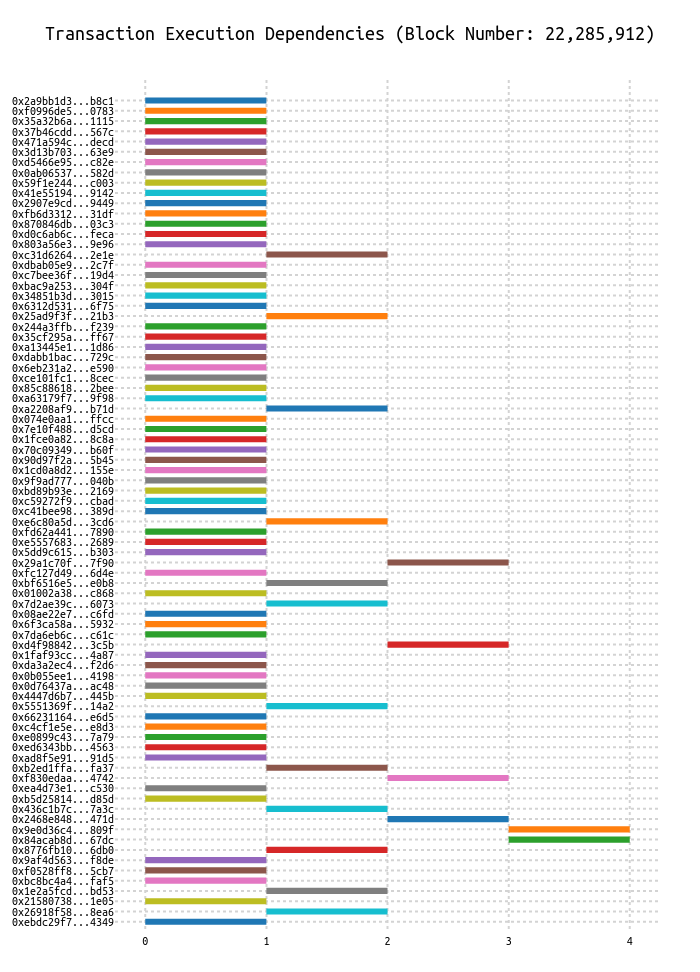 Transaction Execution Dependencies (Block Number: 22,285,912)
0x2a9bb1d3...b8c1
0xf0996de5...0783
0x35a32b6a...1115
0x37b46cdd...567c
0x471a594c...decd
0x3d13b703...63e9
0xd5466e95...c82e
0x0ab06537...582d
0x59f1e244...c003
0x41e55194...9142
0x2907e9cd...9449
0xfb6d3312...31df
0x870846db...03c3
0xd0c6ab6c...feca
0x803a56e3...9e96
0xc31d6264...2e1e
0xdbab05e9...2c7f
0xc7bee36f...19d4
0xbac9a253...304f
0x34851b3d...3015
0x6312d531...6f75
0x25ad9f3f...21b3
0x244a3ffb...f239
0x35cf295a...ff67
0xa13445e1...1d86
0xdabb1bac...729c
0x6eb231a2...e590
0xce101fc1...8cec
0x85c88618...2bee
0xa63179f7...9f98
0xa2208af9...b71d
0x074e0aa1...ffcc
0x7e10f488...d5cd
0x1fce0a82...8c8a
0x70c09349...b60f
0x90d97f2a...5b45
0x1cd0a8d2...155e
0x9f9ad777...040b
0xbd89b93e...2169
0xc59272f9...cbad
0xc41bee98...389d
0xe6c80a5d...3cd6
0xfd62a441...7890
0xe5557683...2689
0x5dd9c615...b303
0x29a1c70f...7f90
0xfc127d49...6d4e
0xbf6516e5...e0b8
0x01002a38...c868
0x7d2ae39c...6073
0x08ae22e7...c6fd
0x6f3ca58a...5932
0x7da6eb6c...c61c
0xd4f98842...3c5b
0x1faf93cc...4a87
0xda3a2ec4...f2d6
0x0b055ee1...4198
0x0d76437a...ac48
0x4447d6b7...445b
0x5551369f...14a2
0x66231164...e6d5
0xc4cf1e5e...e8d3
0xe0899c43...7a79
0xed6343bb...4563
0xad8f5e91...91d5
0xb2ed1ffa...fa37
0xf830edaa...4742
0xea4d73e1...c530
0xb5d25814...d85d
0x436c1b7c...7a3c
0x2468e848...471d
0x9e0d36c4...809f
0x84acab8d...67dc
0x8776fb10...6db0
0x9af4d563...f8de
0xf0528ff8...5cb7
0xbc8bc4a4...faf5
0x1e2a5fcd...bd53
0x21580738...1e05
0x26918f58...8ea6
0xebdc29f7...4349
0 1 2 3 4